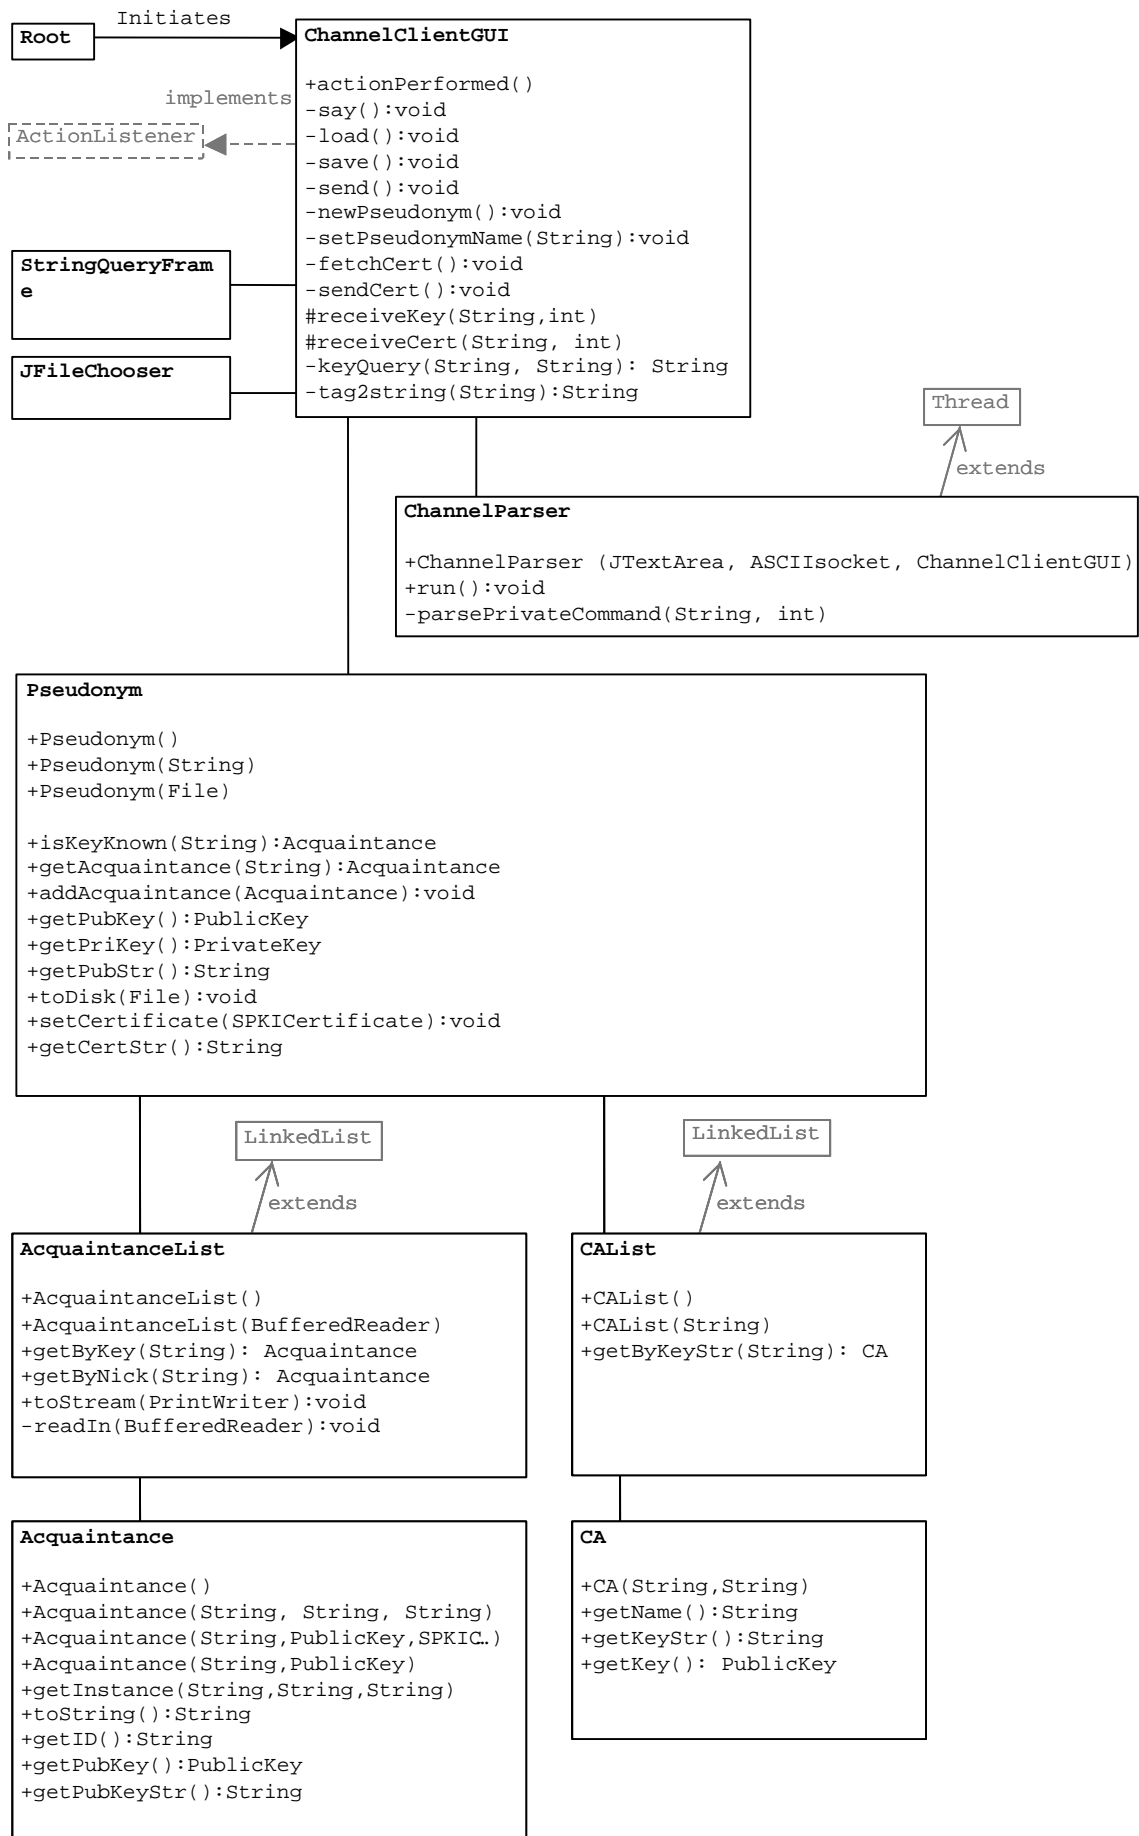 Initiates
Root
ChannelClientGUI
+actionPerformed()
-say():void
-load():void
-save():void
-send():void
-newPseudonym():void
-setPseudonymName(String):void
-fetchCert():void
-sendCert():void
#receiveKey(String,int)
#receiveCert(String, int)
-keyQuery(String, String): String
-tag2string(String):String
implements
ActionListener
StringQueryFram
e
JFileChooser
Thread
extends
ChannelParser
+ChannelParser (JTextArea, ASCIIsocket, ChannelClientGUI)
+run():void
-parsePrivateCommand(String, int)
Pseudonym
+Pseudonym()
+Pseudonym(String)
+Pseudonym(File)
+isKeyKnown(String):Acquaintance
+getAcquaintance(String):Acquaintance
+addAcquaintance(Acquaintance):void
+getPubKey():PublicKey
+getPriKey():PrivateKey
+getPubStr():String
+toDisk(File):void
+setCertificate(SPKICertificate):void
+getCertStr():String
LinkedList
extends
LinkedList
extends
AcquaintanceList
+AcquaintanceList()
+AcquaintanceList(BufferedReader)
+getByKey(String): Acquaintance
+getByNick(String): Acquaintance
+toStream(PrintWriter):void
-readIn(BufferedReader):void
CAList
+CAList()
+CAList(String)
+getByKeyStr(String): CA
Acquaintance
+Acquaintance()
+Acquaintance(String, String, String)
+Acquaintance(String,PublicKey,SPKIC…)
+Acquaintance(String,PublicKey)
+getInstance(String,String,String)
+toString():String
+getID():String
+getPubKey():PublicKey
+getPubKeyStr():String
CA
+CA(String,String)
+getName():String
+getKeyStr():String
+getKey(): PublicKey